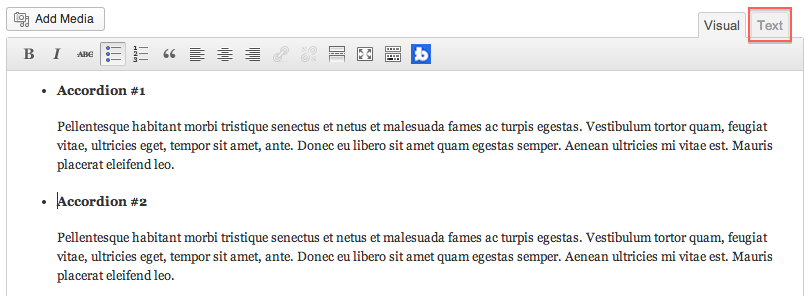 Add Media
Visual Text
B I ABC
Accordion #1
Pellentesque habitant morbi tristique senectus et netus et malesuada fames ac turpis egestas. Vestibulum tortor quam, feugiat
vitae, ultricies eget, tempor sit amet, ante. Donec eu libero sit amet quam egestas semper. Aenean ultricies mi vitae est. Mauris
placerat eleifend leo.
Accordion #2
Pellentesque habitant morbi tristique senectus et netus et malesuada fames ac turpis egestas. Vestibulum tortor quam, feugiat
vitae, ultricies eget, tempor sit amet, ante. Donec eu libero sit amet quam egestas semper. Aenean ultricies mi vitae est. Mauris
placerat eleifend leo.